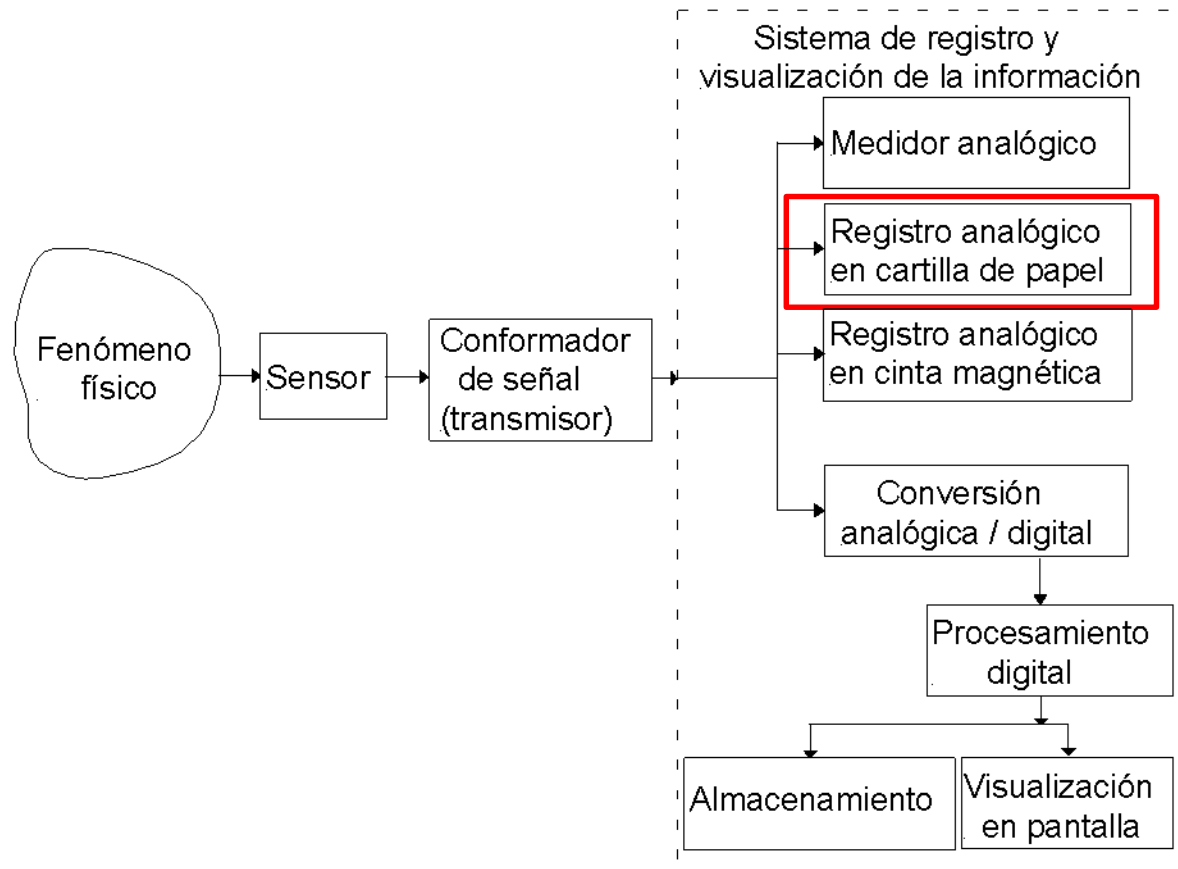 Sistema de registro y
visualización de la información
Medidor analógico
Registro analógico
en cartilla de papel
Registro analógico
en cinta magnética
Fenómeno
físico
Sensor
Conformador
de señal
(transmisor)
Conversión
analógica / digital
Procesamiento
digital
Almacenamiento
Visualización
en pantalla